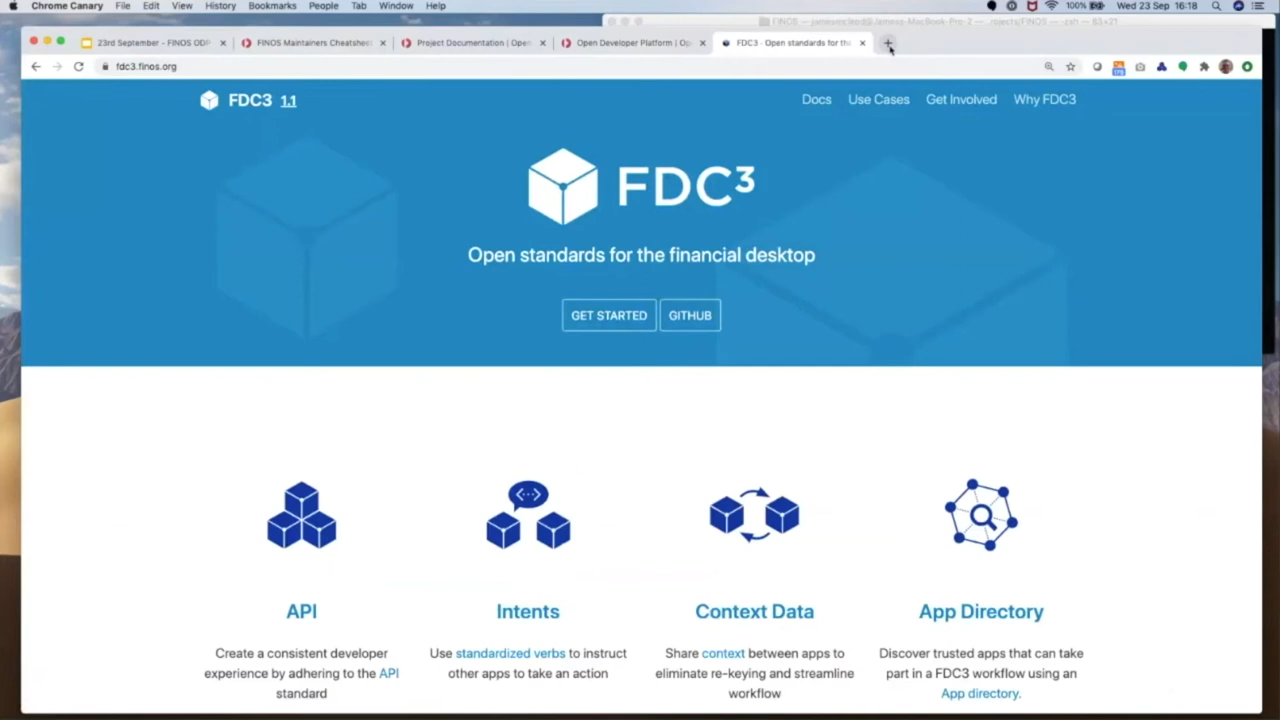 Chrome Canary File Edit View History Bookmarks People Tab Window Help 100% Wed 23 Sep 16:18
23rd September - FINOS ODP
FINOS Maintainers Cheatsheet
Project Documentation | Open
Open Developer Platform | Op
FDC3 - Open standards for th
fdc3.finos.org
FDC3 1.1 Docs Use Cases Get Involved Why FDC3
FDC3
Open standards for the financial desktop
GET STARTED GITHUB
API
Create a consistent developer
experience by adhering to the API
standard
Intents
Use standardized verbs to instruct
other apps to take an action
Context Data
Share context between apps to
eliminate re-keying and streamline
workflow
App Directory
Discover trusted apps that can take
part in a FDC3 workflow using an
App directory.